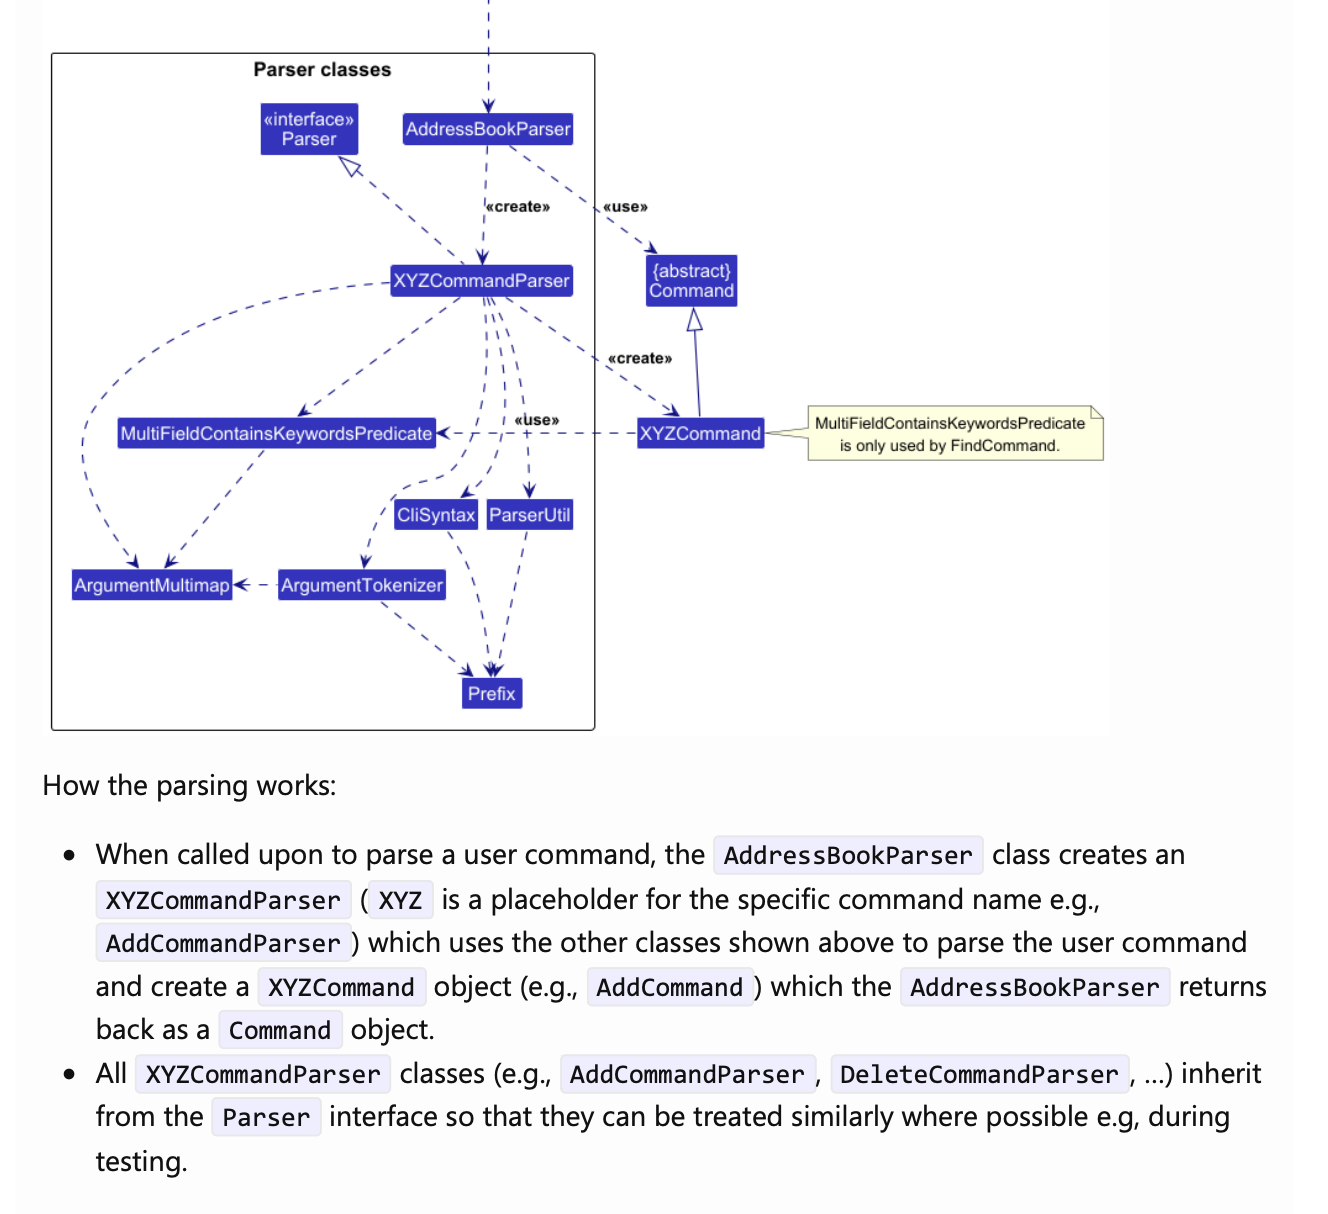 Parser classes
«interface»
Parser
AddressBookParser
«create»
«use»
XYZCommandParser
{abstract}
Command
«create»
MultiFieldContainsKeywordsPredicate
«use»
XYZCommand
MultiFieldContainsKeywordsPredicate
is only used by FindCommand.
CliSyntax
ParserUtil
ArgumentMultimap
ArgumentTokenizer
Prefix
How the parsing works:
• When called upon to parse a user command, the AddressBookParser class creates an
XYZCommandParser ( XYZ is a placeholder for the specific command name e.g.,
AddCommandParser ) which uses the other classes shown above to parse the user command
and create a XYZCommand object (e.g., AddCommand ) which the AddressBookParser returns
back as a Command object.
• All XYZCommandParser classes (e.g., AddCommandParser , DeleteCommandParser , ...) inherit
from the Parser interface so that they can be treated similarly where possible e.g, during
testing.